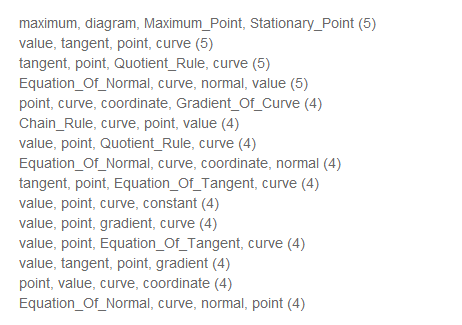 maximum, diagram, Maximum_Point, Stationary_Point (5)
value, tangent, point, curve (5)
tangent, point, Quotient_Rule, curve (5)
Equation_Of_Normal, curve, normal, value (5)
point, curve, coordinate, Gradient_Of_Curve (4)
Chain_Rule, curve, point, value (4)
value, point, Quotient_Rule, curve (4)
Equation_Of_Normal, curve, coordinate, normal (4)
tangent, point, Equation_Of_Tangent, curve (4)
value, point, curve, constant (4)
value, point, gradient, curve (4)
value, point, Equation_Of_Tangent, curve (4)
value, tangent, point, gradient (4)
point, value, curve, coordinate (4)
Equation_Of_Normal, curve, normal, point (4)